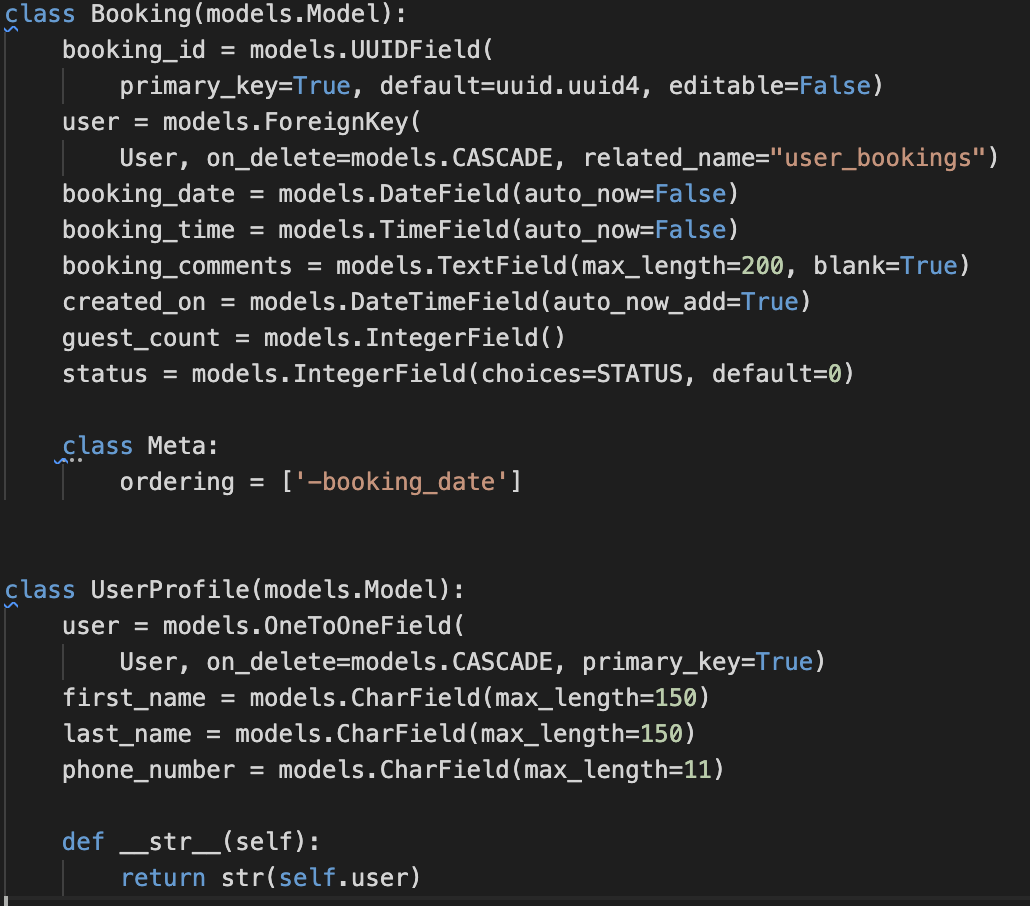 class Booking(models.Model):
    booking_id = models.UUIDField(
        primary_key=True, default=uuid.uuid4, editable=False)
    user = models.ForeignKey(
        User, on_delete=models.CASCADE, related_name="user_bookings")
    booking_date = models.DateField(auto_now=False)
    booking_time = models.TimeField(auto_now=False)
    booking_comments = models.TextField(max_length=200, blank=True)
    created_on = models.DateTimeField(auto_now_add=True)
    guest_count = models.IntegerField()
    status = models.IntegerField(choices=STATUS, default=0)

    class Meta:
        ordering = ['-booking_date']


class UserProfile(models.Model):
    user = models.OneToOneField(
        User, on_delete=models.CASCADE, primary_key=True)
    first_name = models.CharField(max_length=150)
    last_name = models.CharField(max_length=150)
    phone_number = models.CharField(max_length=11)

    def __str__(self):
        return str(self.user)